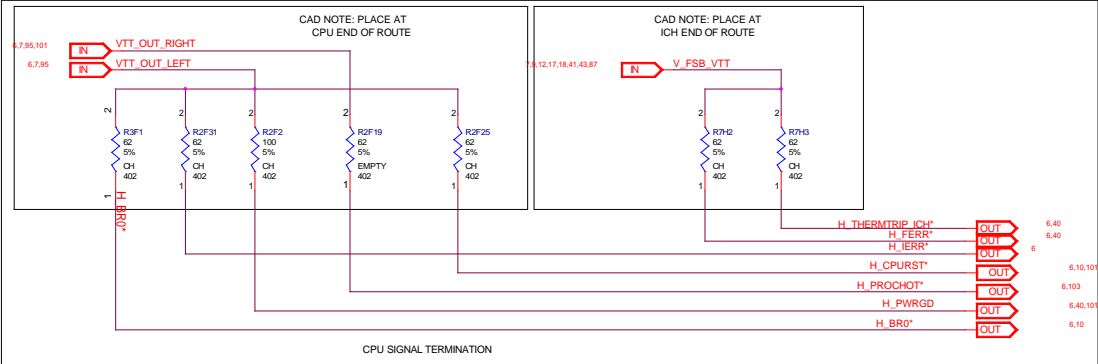 CAD NOTE: PLACE AT
CPU END OF ROUTE
CAD NOTE: PLACE AT
ICH END OF ROUTE
6,7,95,101 IN VTT_OUT_RIGHT
6,7,95 IN VTT_OUT_LEFT
7,9,12,17,18,41,43,87 IN V_FSB_VTT
2 2 2 2 2 2 2
R3F1 R2F31 R2F2 R2F19 R2F25 R7H2 R7H3
62 62 100 62 62 62 62
5% 5% 5% 5% 5% 5% 5%
CH CH CH EMPTY CH CH CH
402 402 402 402 402 402 402
1 1 1 1 1 1 1
H_BR0*
H_THERMTRIP_ICH* OUT 6,40
H_FERR* OUT 6,40
H_IERR* OUT 6
H_CPURST* OUT 6,10,101
H_PROCHOT* OUT 6,103
H_PWRGD OUT 6,40,101
H_BR0* OUT 6,10
CPU SIGNAL TERMINATION